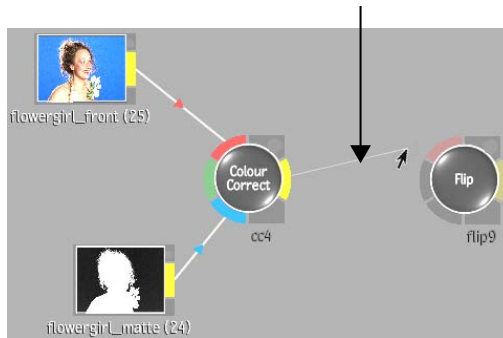 flowergirl_front (25)
Colour
Correct
cc4
Flip
flip9
flowergirl_matte (24)